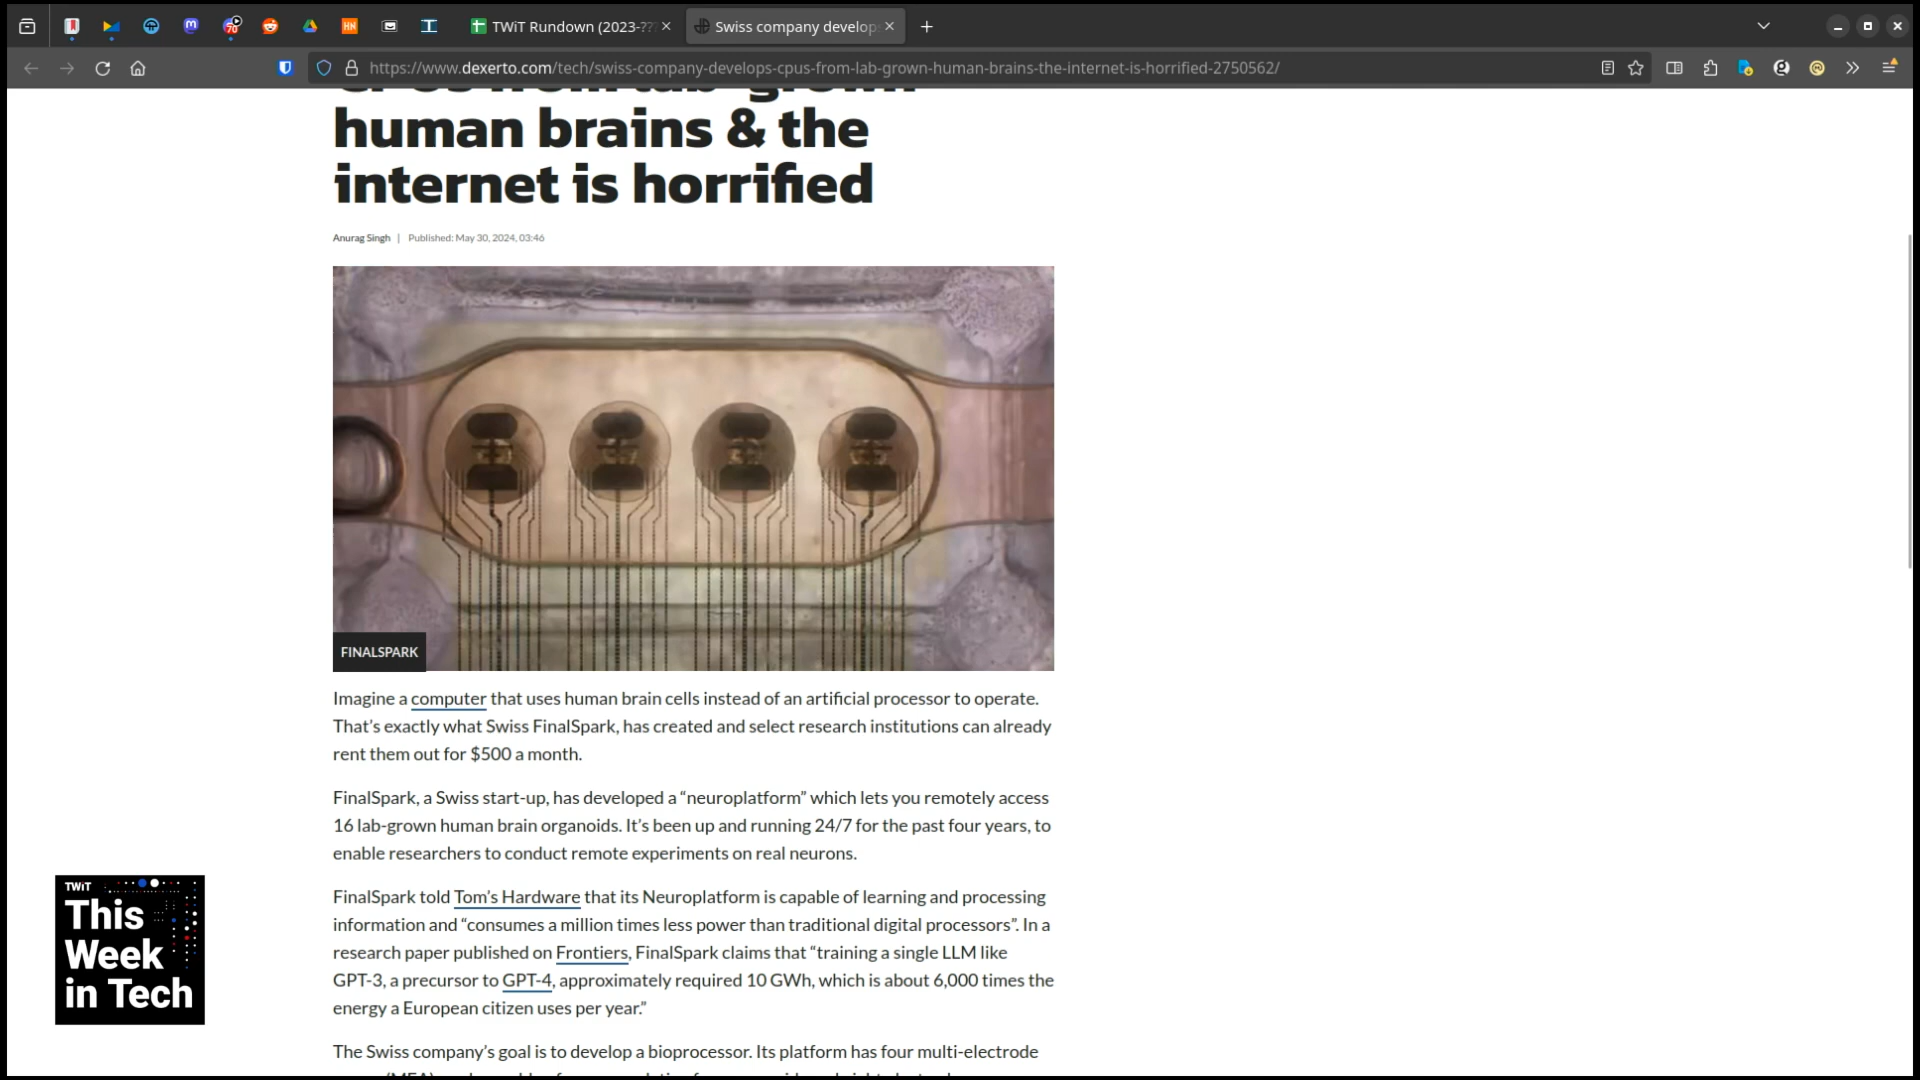 TWiT Rundown (2023-??
Swiss company develop
https://www.dexerto.com/tech/swiss-company-develops-cpus-from-lab-grown-human-brains-the-internet-is-horrified-2750562/
CPUs from lab-grown
human brains & the
internet is horrified
Anurag Singh | Published: May 30, 2024, 03:46
FINALSPARK
Imagine a computer that uses human brain cells instead of an artificial processor to operate.
That’s exactly what Swiss FinalSpark, has created and select research institutions can already
rent them out for $500 a month.
FinalSpark, a Swiss start-up, has developed a “neuroplatform” which lets you remotely access
16 lab-grown human brain organoids. It’s been up and running 24/7 for the past four years, to
enable researchers to conduct remote experiments on real neurons.
FinalSpark told Tom’s Hardware that its Neuroplatform is capable of learning and processing
information and “consumes a million times less power than traditional digital processors”. In a
research paper published on Frontiers, FinalSpark claims that “training a single LLM like
GPT-3, a precursor to GPT-4, approximately required 10 GWh, which is about 6,000 times the
energy a European citizen uses per year.”
The Swiss company’s goal is to develop a bioprocessor. Its platform has four multi-electrode
TWiT
This
Week
in Tech